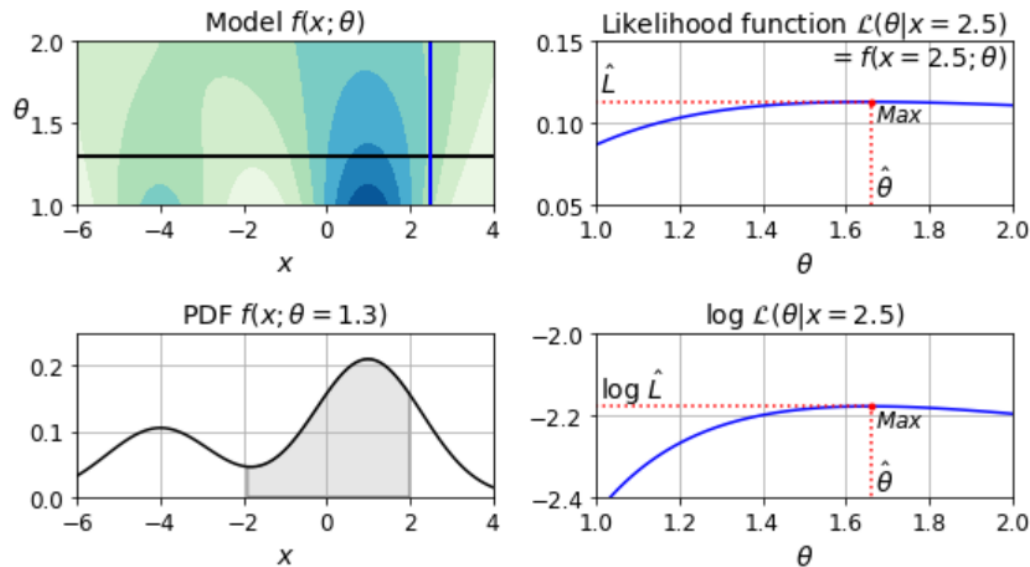 Model f(x; θ)
2.0
θ
1.5
1.0
−6 −4 −2 0 2 4
x
Likelihood function ℒ(θ|x = 2.5)
= f(x = 2.5; θ)
0.15
L̂
0.10
Max
θ̂
0.05
1.0 1.2 1.4 1.6 1.8 2.0
θ
PDF f(x; θ = 1.3)
0.2
0.1
0.0
−6 −4 −2 0 2 4
x
log ℒ(θ|x = 2.5)
−2.0
log L̂
−2.2
Max
θ̂
−2.4
1.0 1.2 1.4 1.6 1.8 2.0
θ